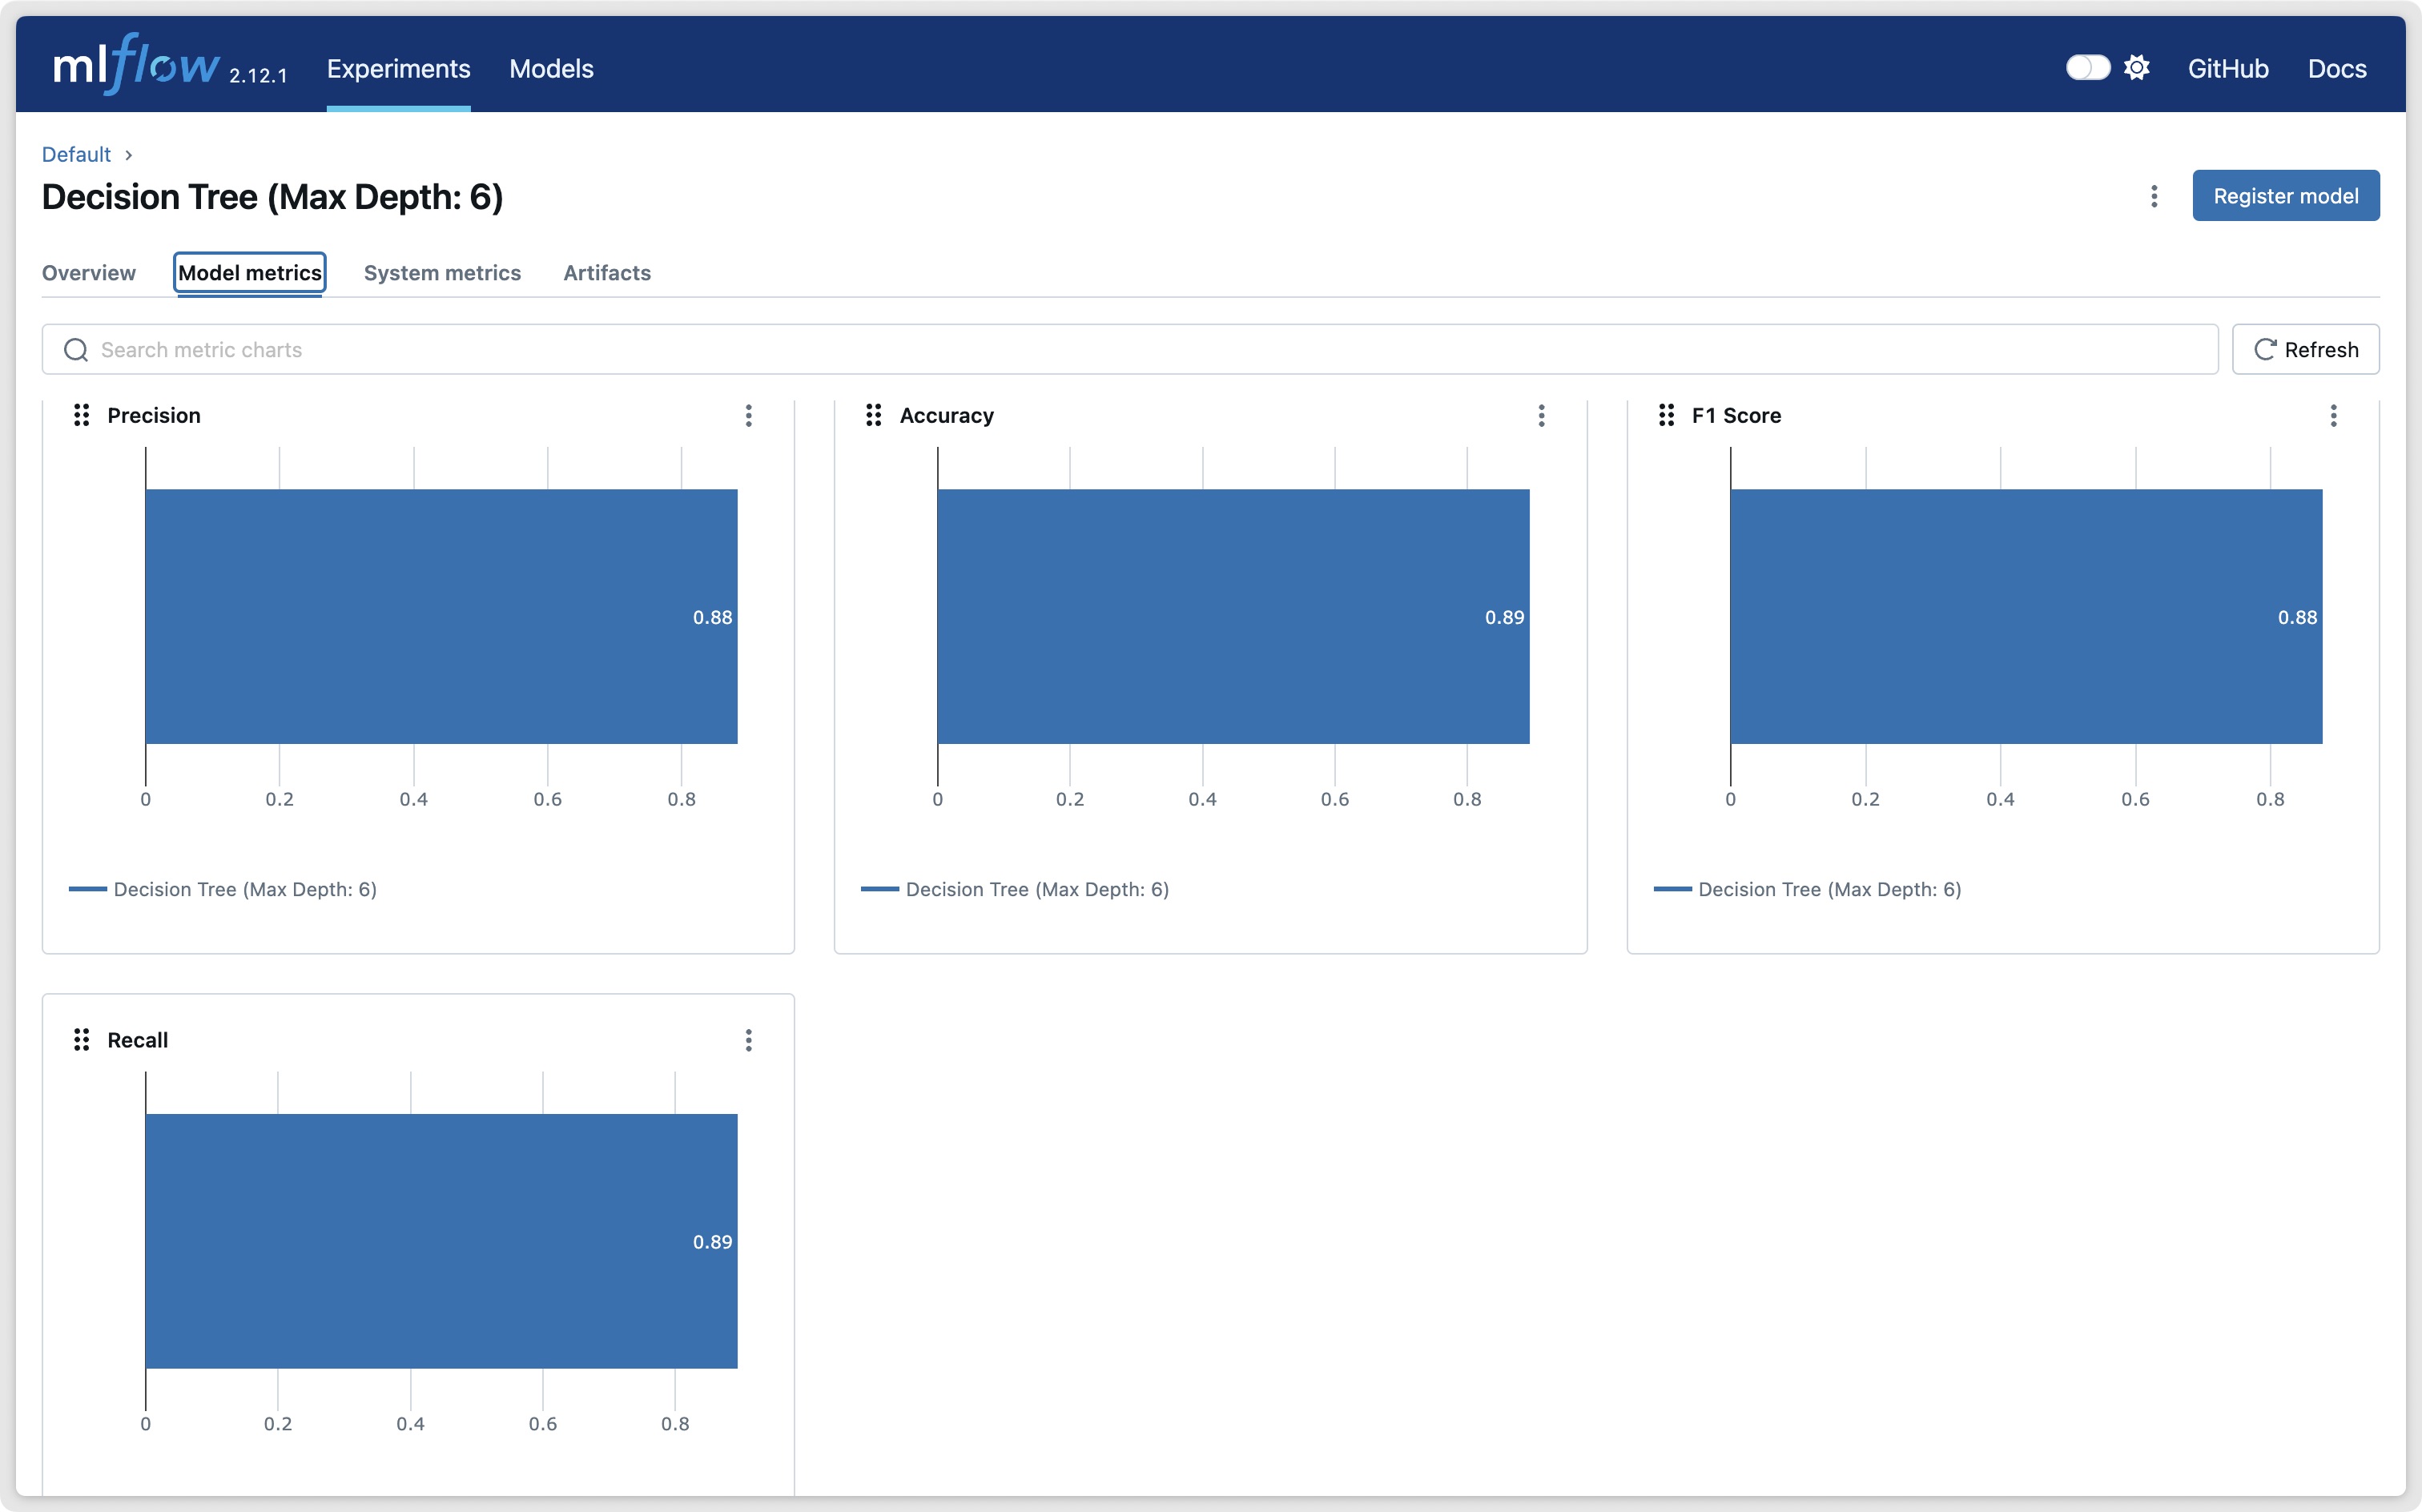 mlflow 2.12.1 Experiments Models GitHub Docs
Default
Decision Tree (Max Depth: 6)
Register model
Overview Model metrics System metrics Artifacts
Search metric charts Refresh
Precision
0.88
0 0.2 0.4 0.6 0.8
Decision Tree (Max Depth: 6)
Accuracy
0.89
0 0.2 0.4 0.6 0.8
Decision Tree (Max Depth: 6)
F1 Score
0.88
0 0.2 0.4 0.6 0.8
Decision Tree (Max Depth: 6)
Recall
0.89
0 0.2 0.4 0.6 0.8